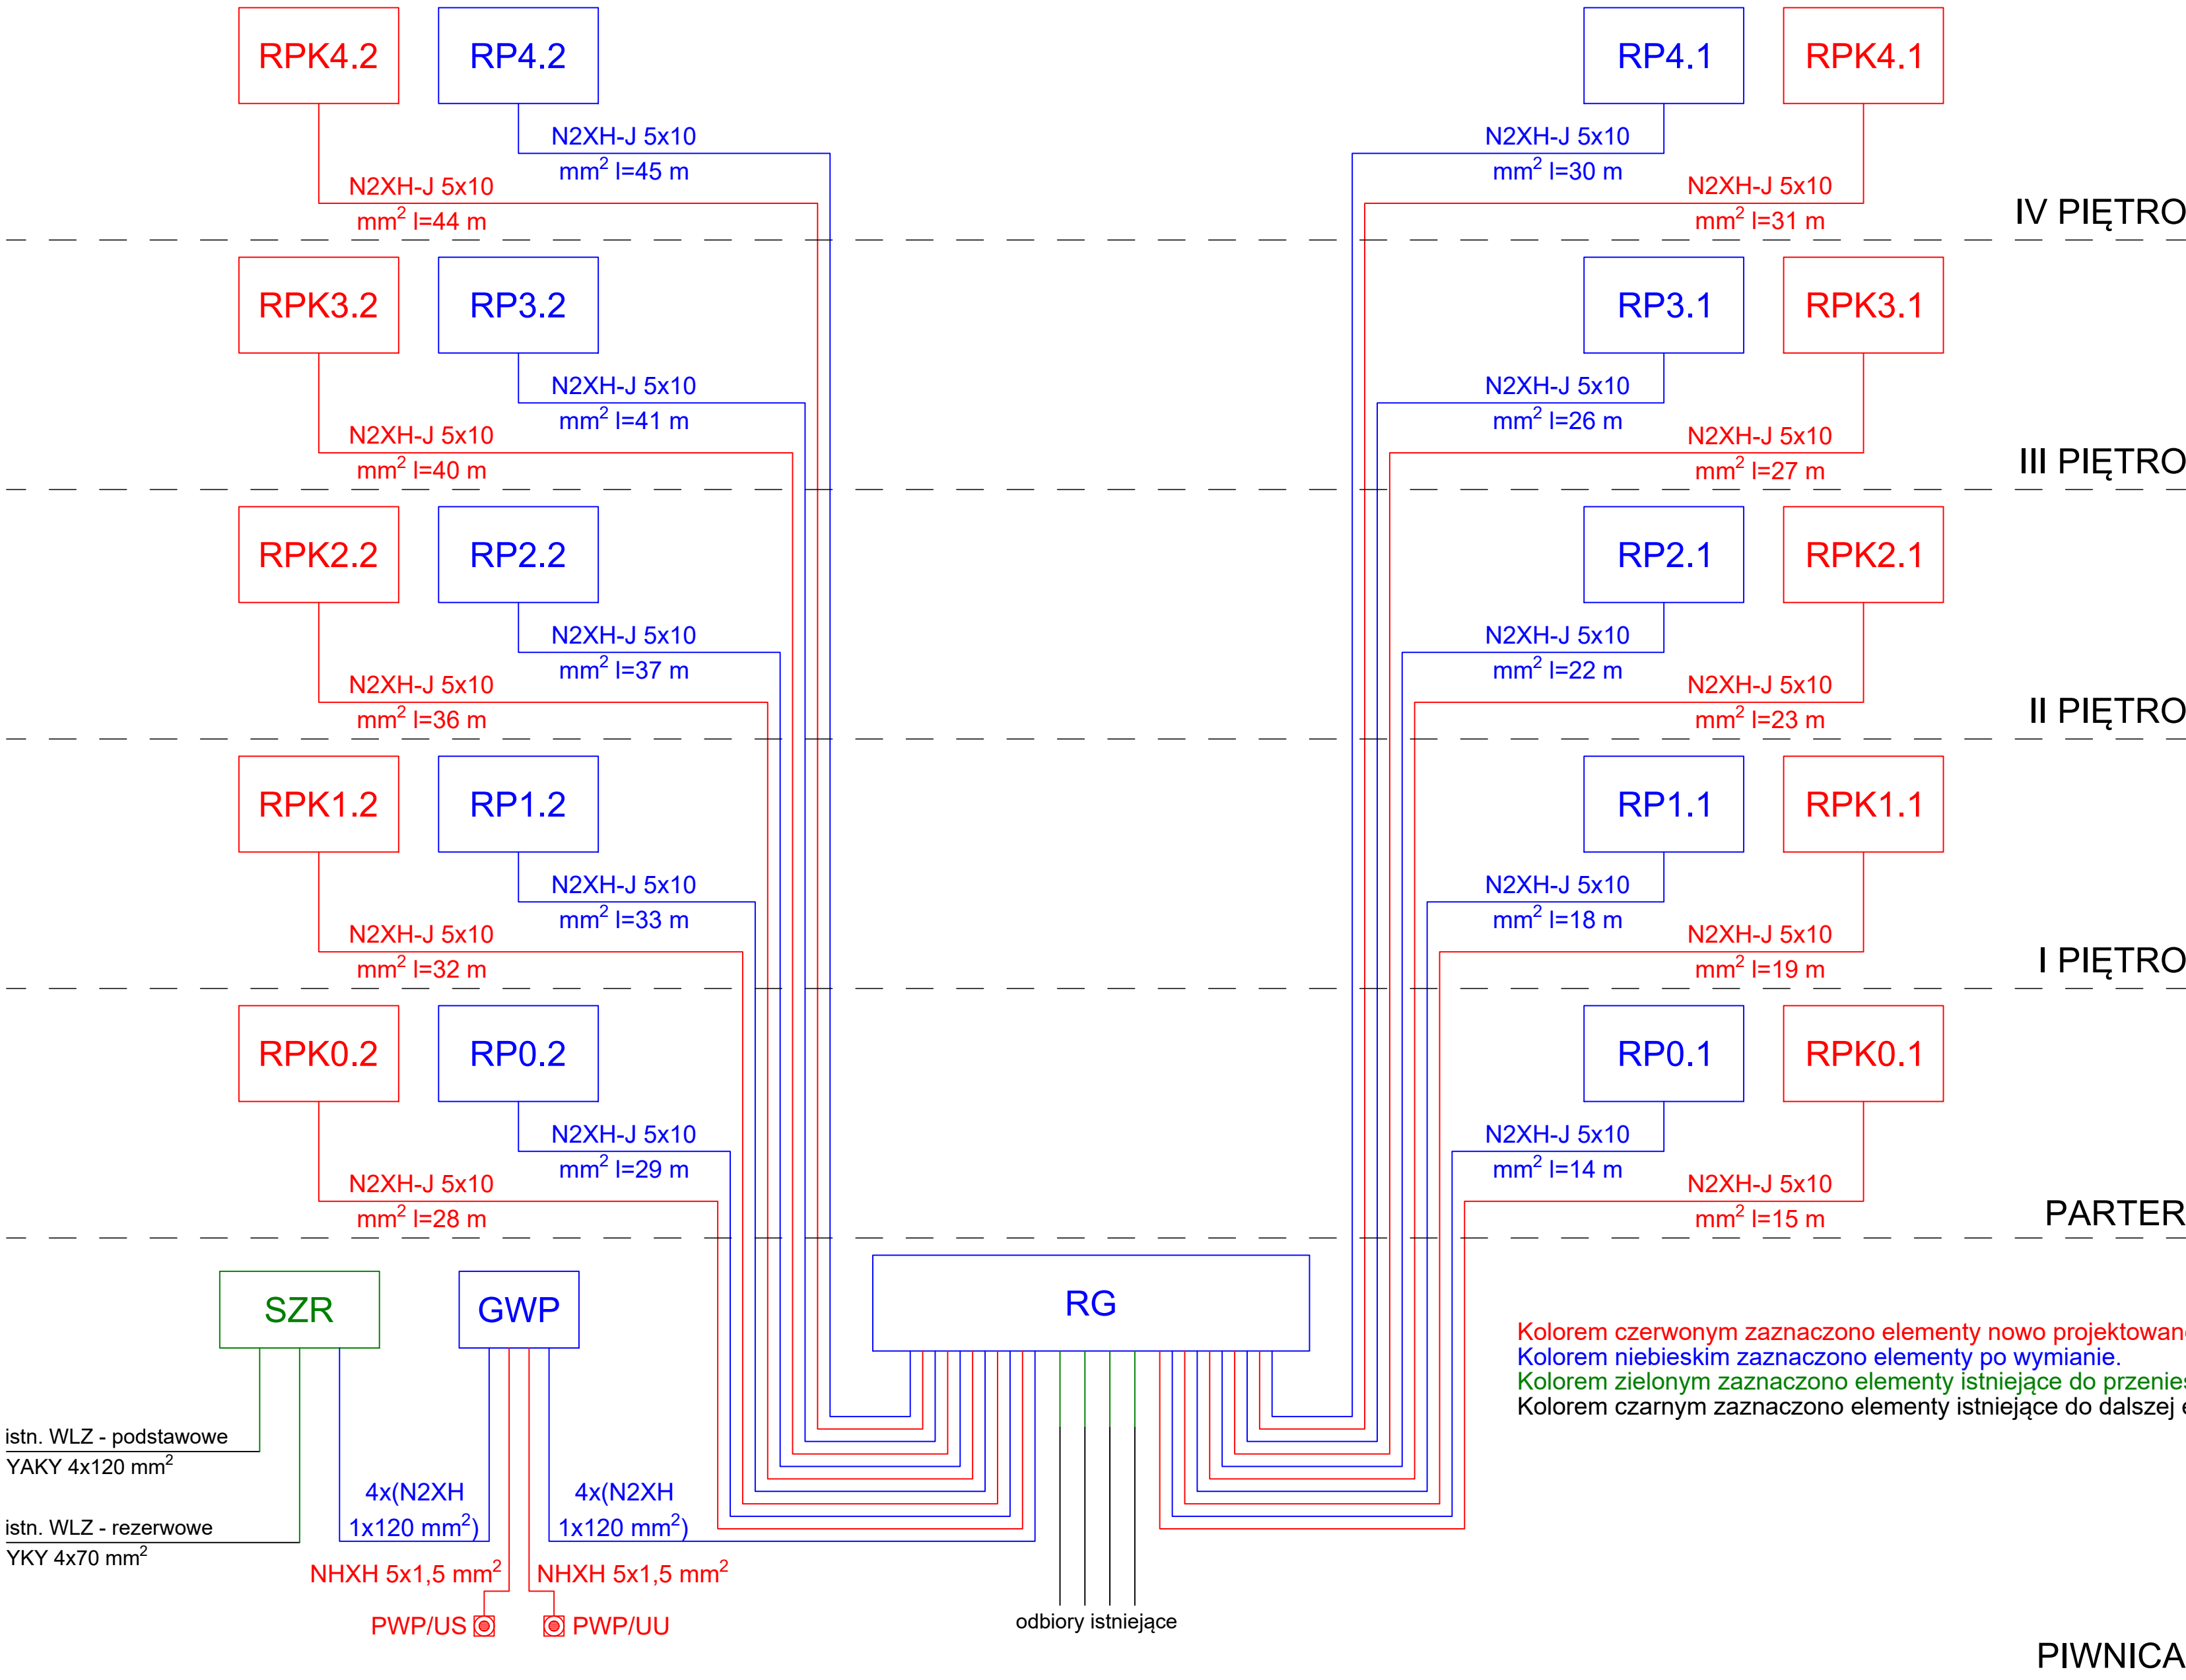 RPK4.2 RP4.2 RP4.1 RPK4.1
N2XH-J 5x10 N2XH-J 5x10
mm² l=45 m mm² l=30 m
N2XH-J 5x10 N2XH-J 5x10
mm² l=44 m mm² l=31 m
IV PIĘTRO
RPK3.2 RP3.2 RP3.1 RPK3.1
N2XH-J 5x10 N2XH-J 5x10
mm² l=41 m mm² l=26 m
N2XH-J 5x10 N2XH-J 5x10
mm² l=40 m mm² l=27 m
III PIĘTRO
RPK2.2 RP2.2 RP2.1 RPK2.1
N2XH-J 5x10 N2XH-J 5x10
mm² l=37 m mm² l=22 m
N2XH-J 5x10 N2XH-J 5x10
mm² l=36 m mm² l=23 m
II PIĘTRO
RPK1.2 RP1.2 RP1.1 RPK1.1
N2XH-J 5x10 N2XH-J 5x10
mm² l=33 m mm² l=18 m
N2XH-J 5x10 N2XH-J 5x10
mm² l=32 m mm² l=19 m
I PIĘTRO
RPK0.2 RP0.2 RP0.1 RPK0.1
N2XH-J 5x10 N2XH-J 5x10
mm² l=29 m mm² l=14 m
N2XH-J 5x10 N2XH-J 5x10
mm² l=28 m mm² l=15 m
PARTER
SZR GWP RG
Kolorem czerwonym zaznaczono elementy nowo
Kolorem niebieskim zaznaczono elementy po wymianie.
Kolorem zielonym zaznaczono elementy istniejące do
Kolorem czarnym zaznaczono elementy istniejące do dalszej
istn. WLZ - podstawowe
YAKY 4x120 mm²
4x(N2XH
1x120 mm²)
4x(N2XH
1x120 mm²)
istn. WLZ - rezerwowe
YKY 4x70 mm²
NHXH 5x1,5 mm² NHXH 5x1,5 mm²
PWP/US PWP/UU
odbiory istniejące
PIWNICA